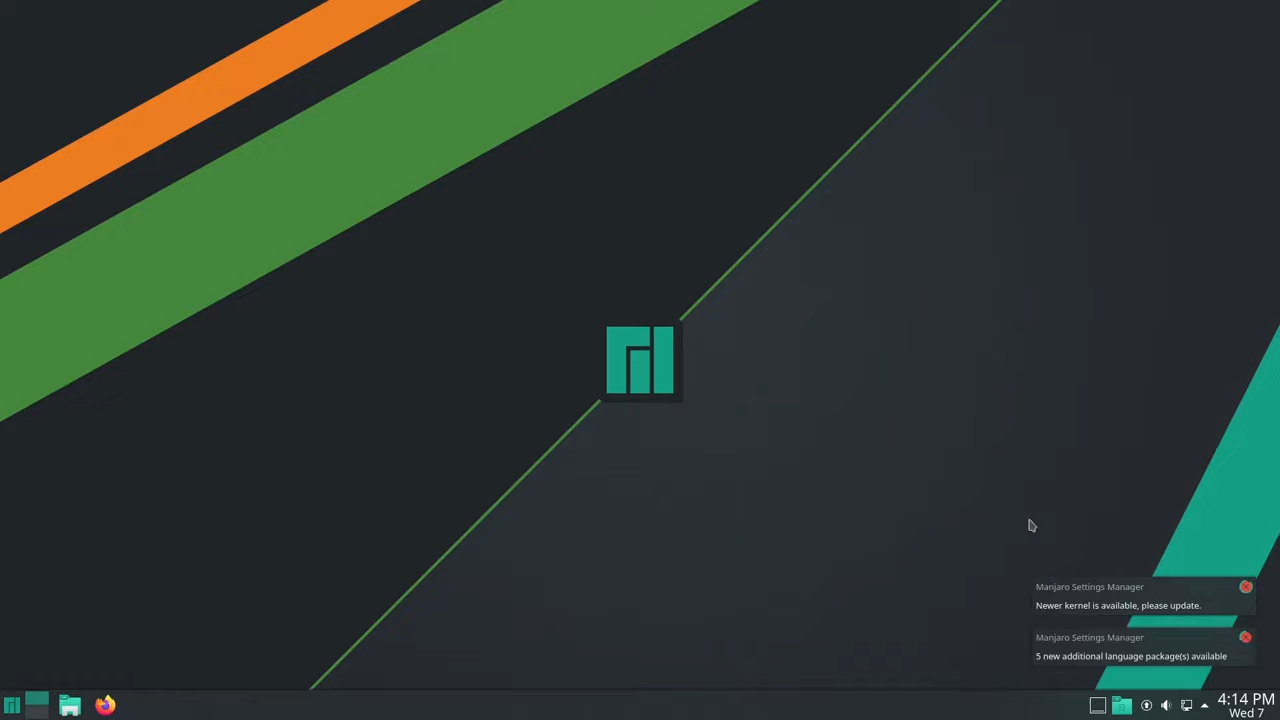 Manjaro Settings Manager
Newer kernel is available, please update.
Manjaro Settings Manager
5 new additional language package(s) available
4:14 PM
Wed 7